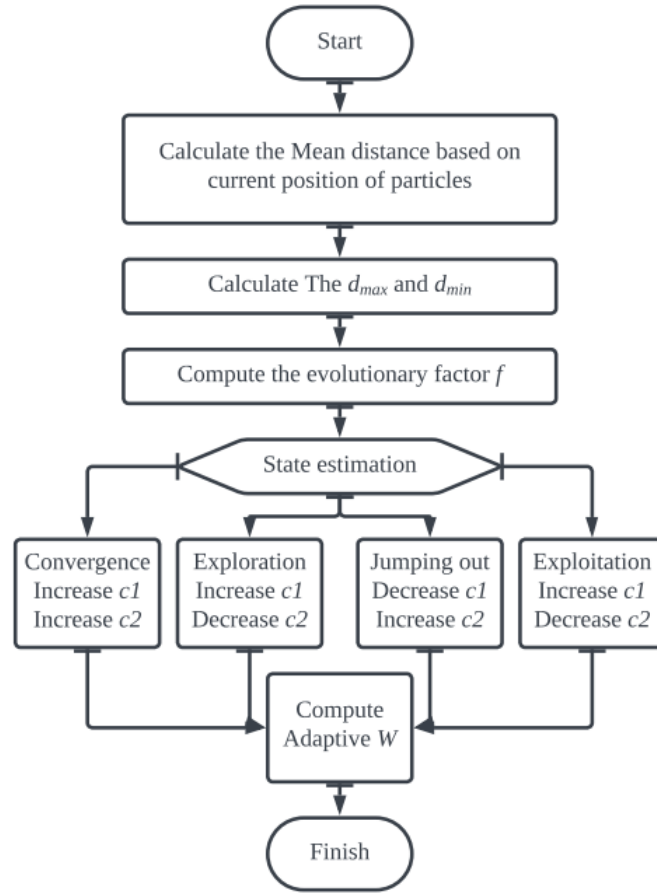 Start
Calculate the Mean distance based on
current position of particles
Calculate The d_max and d_min
Compute the evolutionary factor f
State estimation
Convergence
Increase c1
Increase c2
Exploration
Increase c1
Decrease c2
Jumping out
Decrease c1
Increase c2
Exploitation
Increase c1
Decrease c2
Compute
Adaptive W
Finish